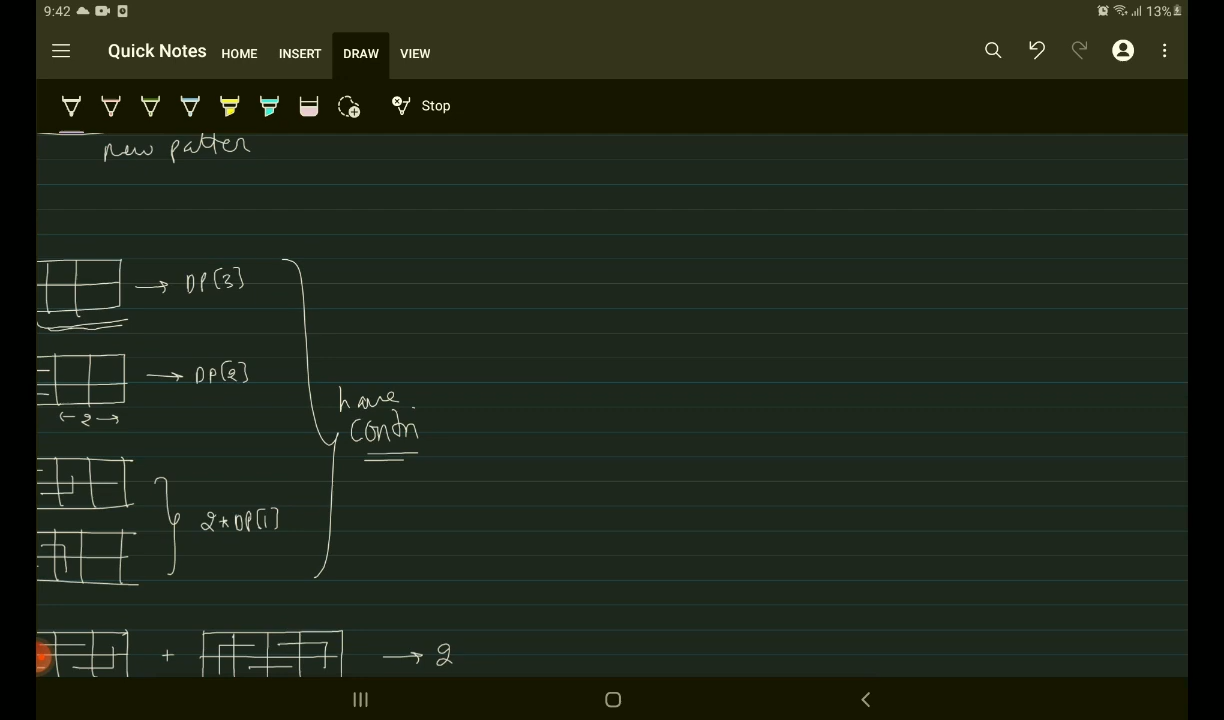 9:42 13%
Quick Notes HOME INSERT DRAW VIEW
Stop
new patter
→ DP[3]
→ DP[2]
← 2 →
have
contn
2*DP[1]
+ → 2